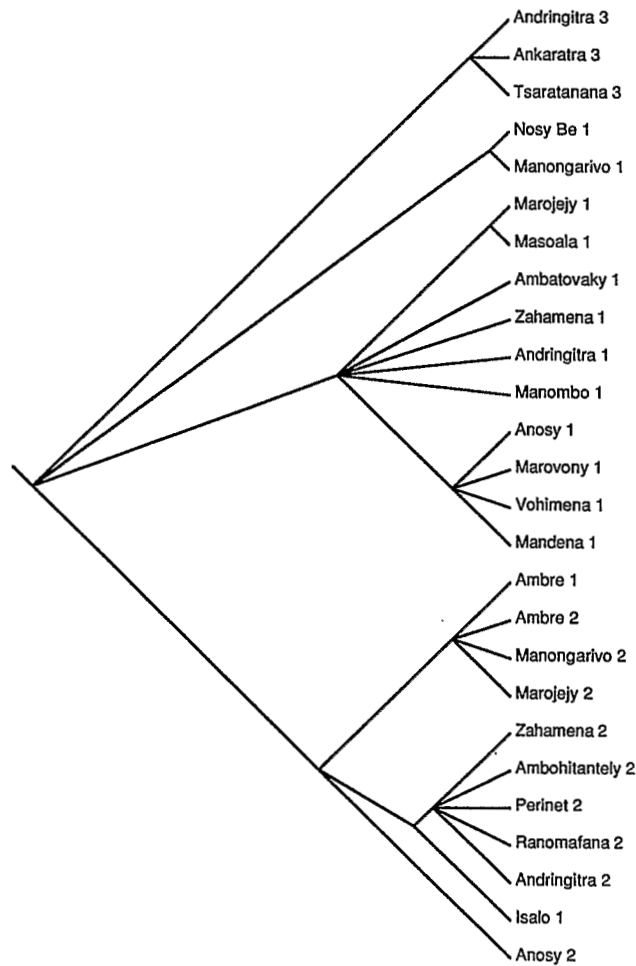 Andringitra 3
Ankaratra 3
Tsaratanana 3
Nosy Be 1
Manongarivo 1
Marojejy 1
Masoala 1
Ambatovaky 1
Zahamena 1
Andringitra 1
Manombo 1
Anosy 1
Marovony 1
Vohimena 1
Mandena 1
Ambre 1
Ambre 2
Manongarivo 2
Marojejy 2
Zahamena 2
Ambohitantely 2
Perinet 2
Ranomafana 2
Andringitra 2
Isalo 1
Anosy 2